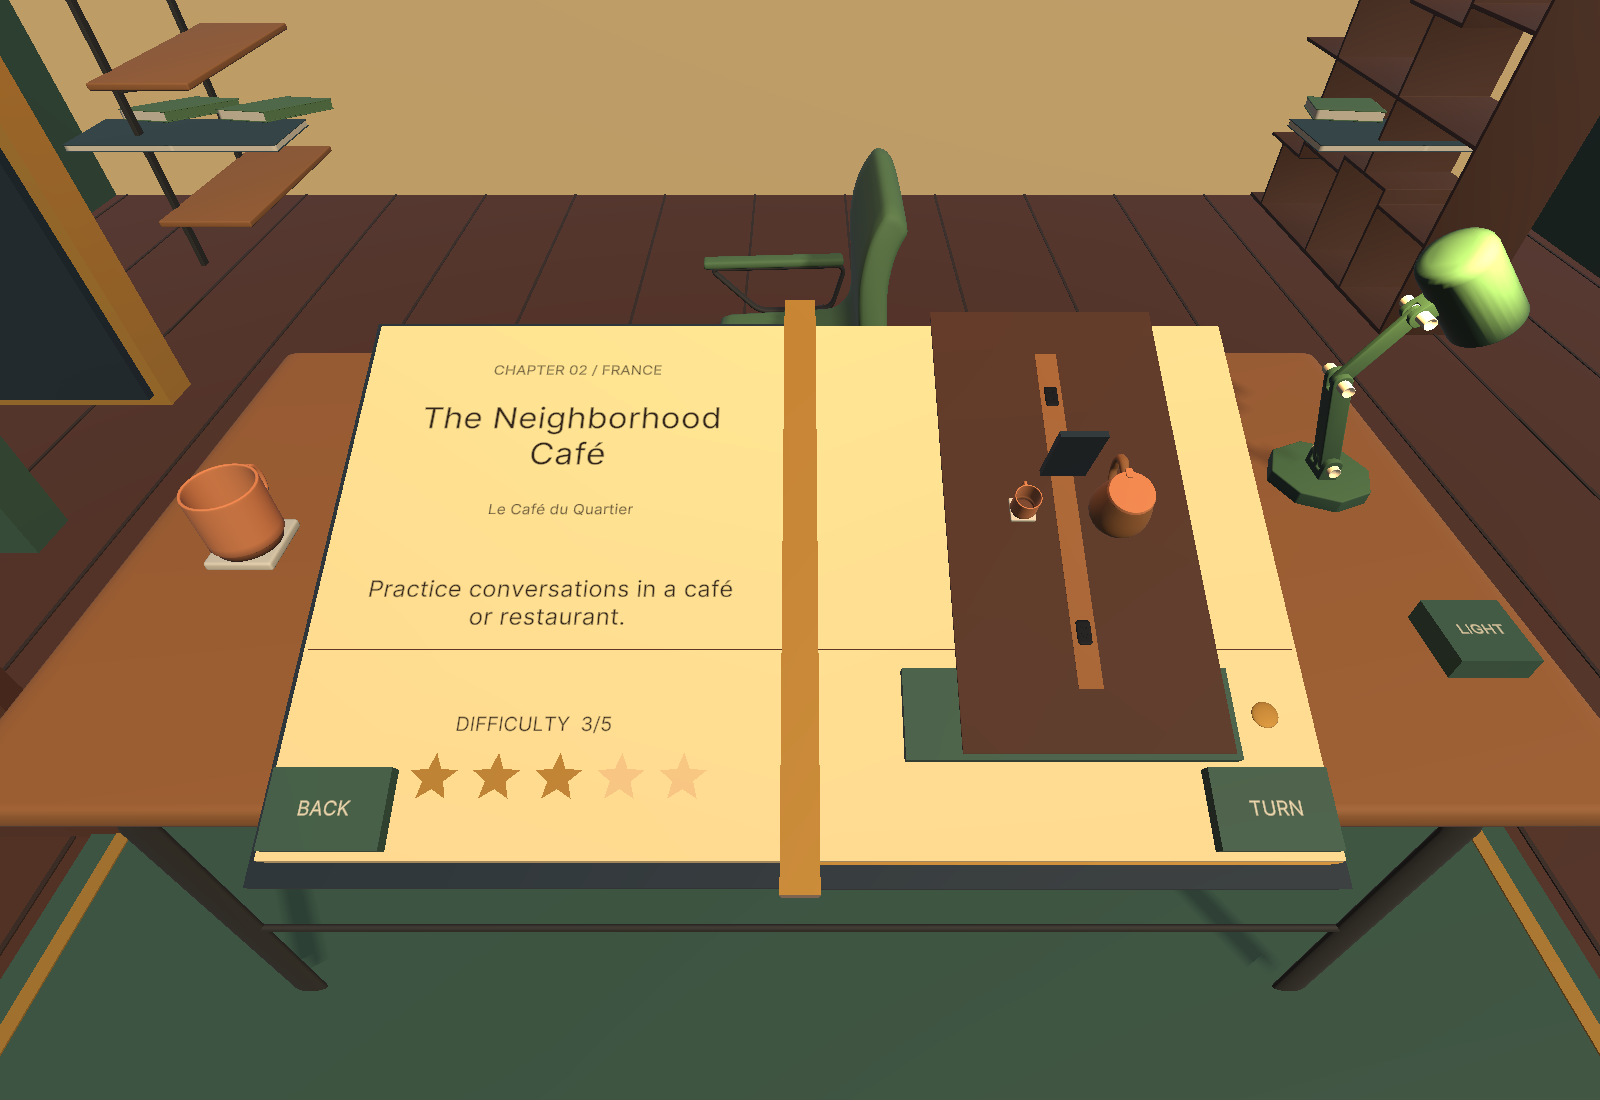 CHAPTER 02 / FRANCE
The Neighborhood
Café
Le Café du Quartier
Practice conversations in a café
or restaurant.
DIFFICULTY 3/5
BACK
TURN
LIGHT